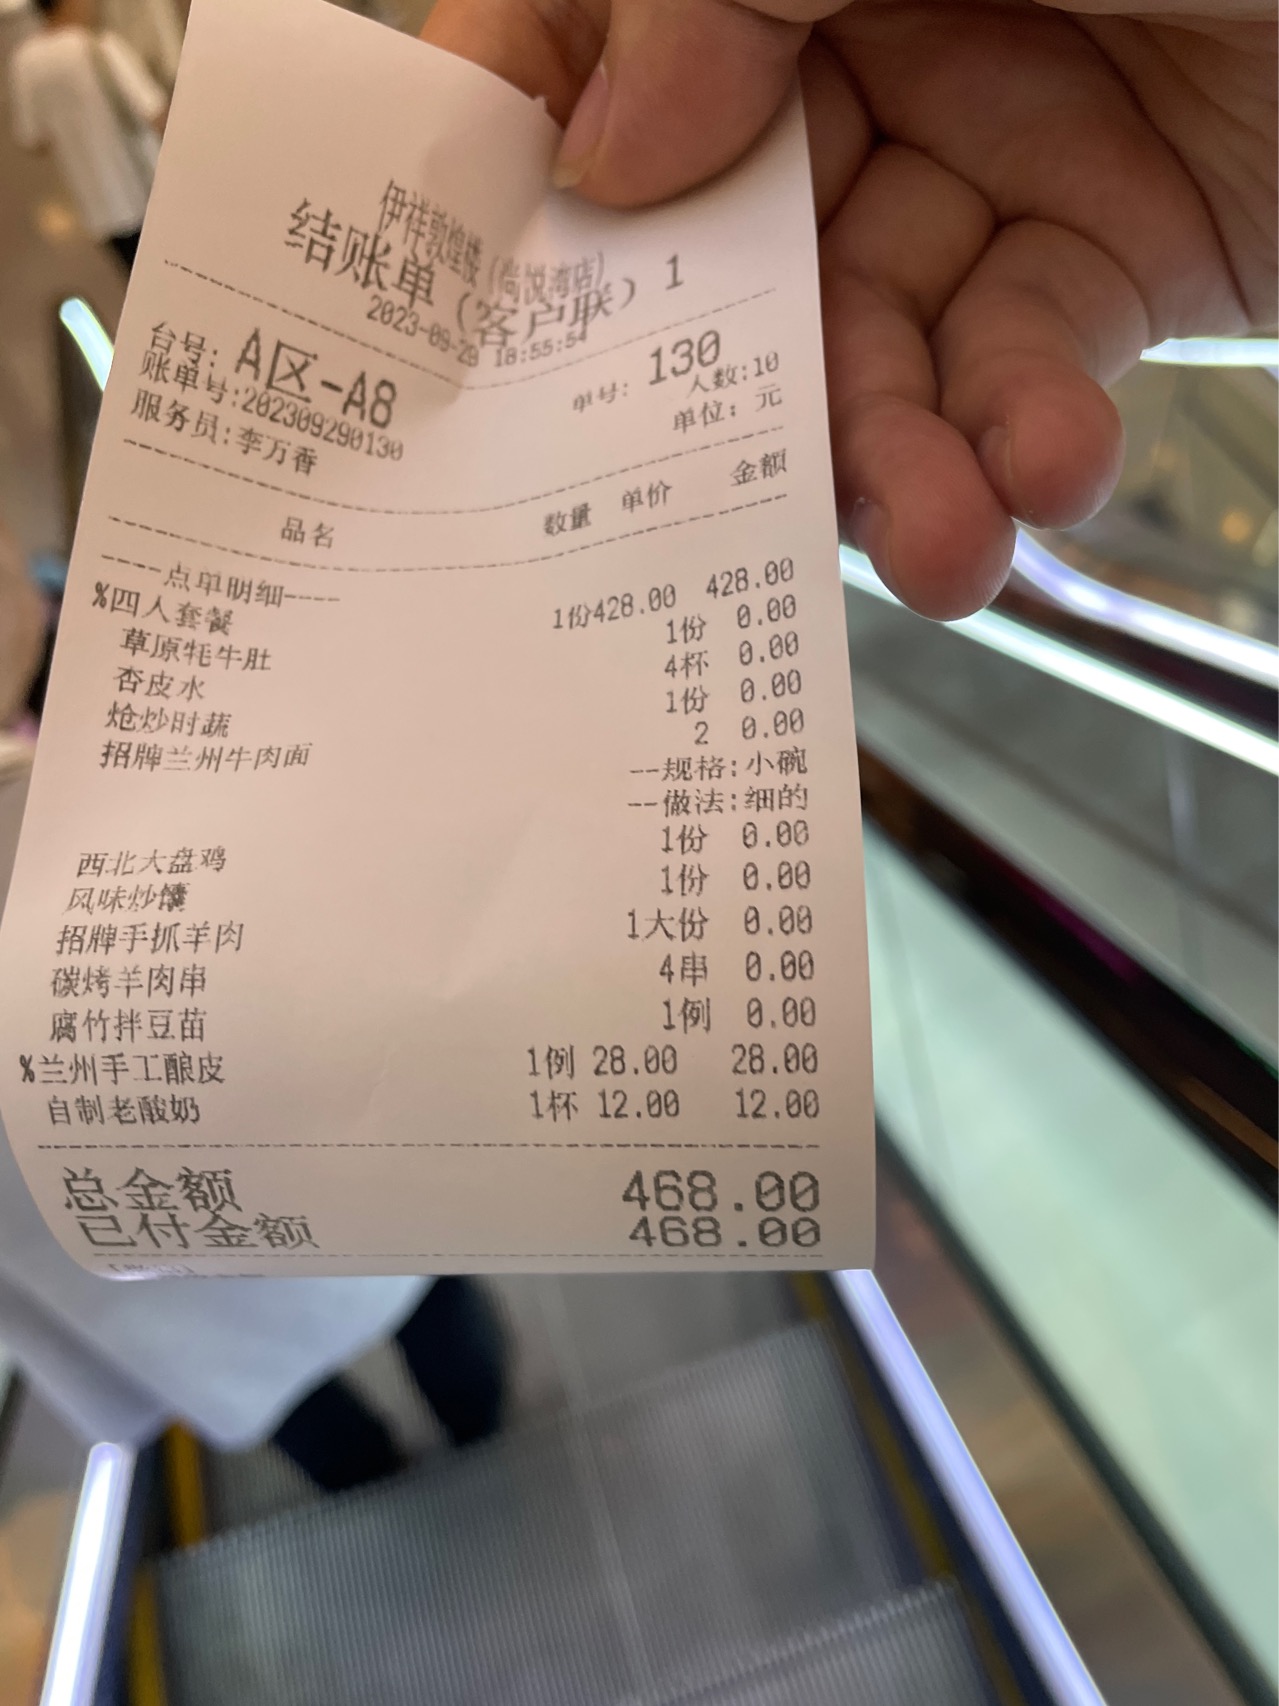 伊祥敦煌楼(尚悦湾店)
结账单(客户联)1
2023-09-29 18:55:54
台号: A区-A8 单号: 130
账单号:202309290130 人数:10
服务员:李万香 单位: 元
品名 数量 单价 金额
----点单明细----
%四人套餐 1份428.00 428.00
草原牦牛肚 1份 0.00
杏皮水 4杯 0.00
炝炒时蔬 1份 0.00
招牌兰州牛肉面 2 0.00
--规格:小碗
--做法:细的
西北大盘鸡 1份 0.00
风味炒馕 1份 0.00
招牌手抓羊肉 1大份 0.00
碳烤羊肉串 4串 0.00
腐竹拌豆苗 1例 0.00
%兰州手工酿皮 1例 28.00 28.00
自制老酸奶 1杯 12.00 12.00
总金额 468.00
已付金额 468.00